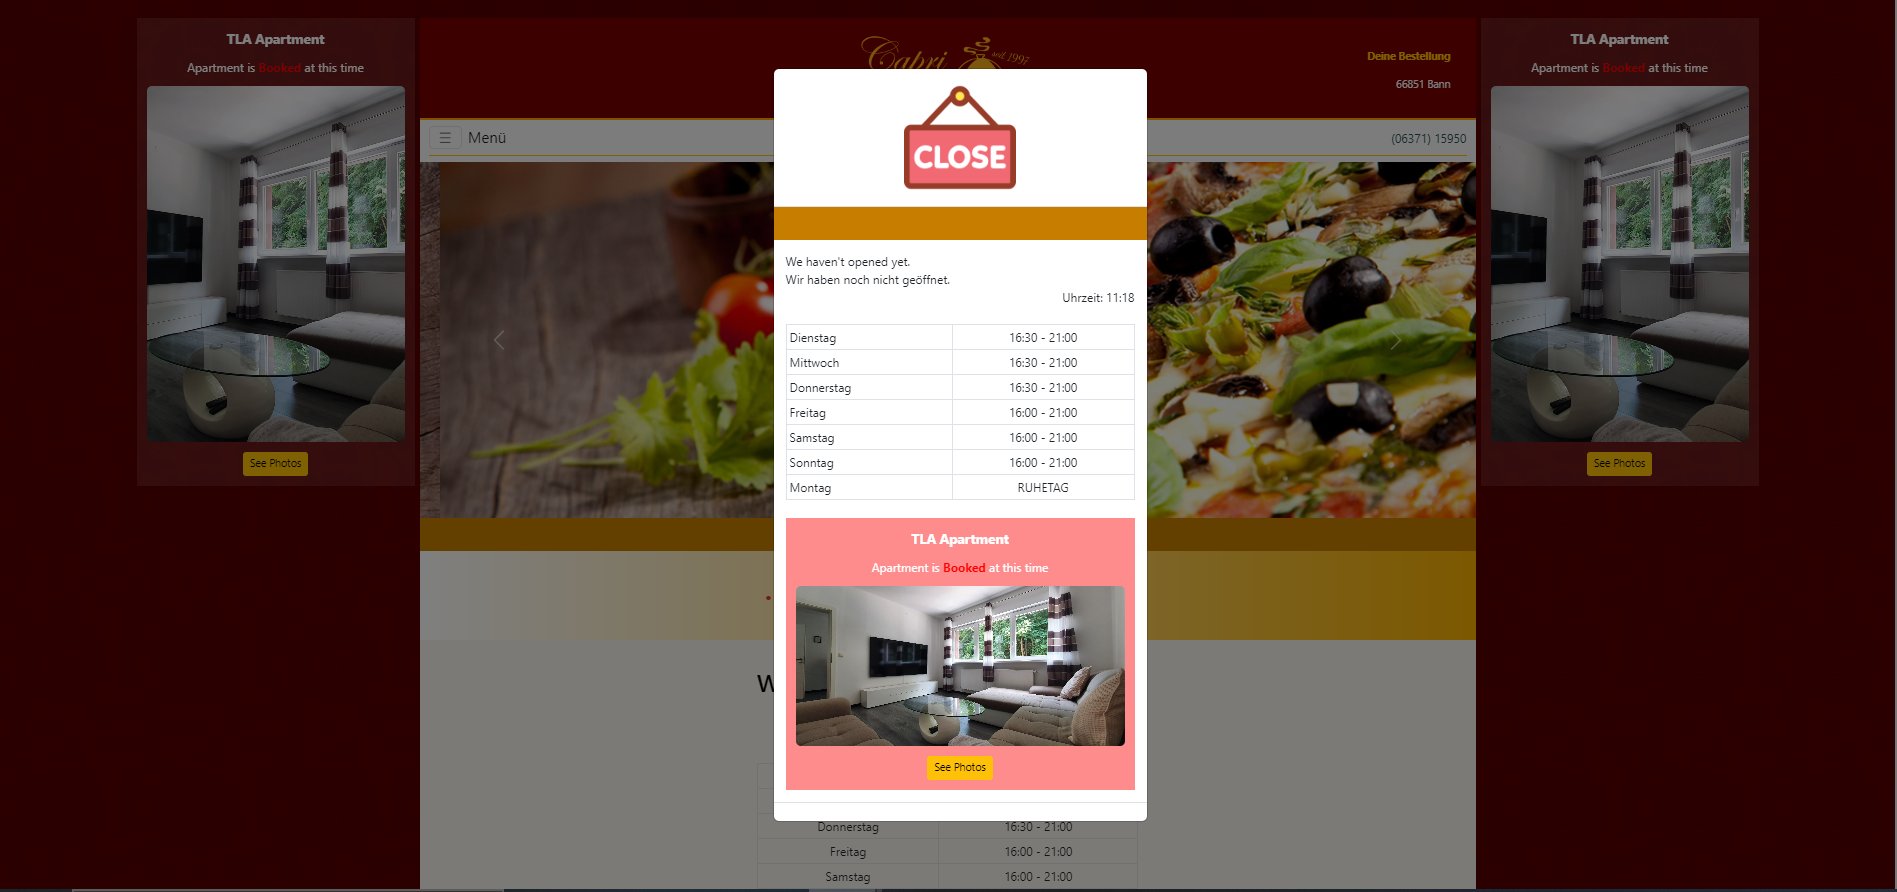 TLA Apartment
Apartment is Booked at this time
See Photos
Capri seit 1997
Deine Bestellung
66851 Bann
☰ Menü
(06371) 15950
CLOSE
We haven't opened yet.
Wir haben noch nicht geöffnet.
Uhrzeit: 11:18
Dienstag 16:30 - 21:00
Mittwoch 16:30 - 21:00
Donnerstag 16:30 - 21:00
Freitag 16:00 - 21:00
Samstag 16:00 - 21:00
Sonntag 16:00 - 21:00
Montag RUHETAG
TLA Apartment
Apartment is Booked at this time
See Photos
W
Donnerstag 16:30 - 21:00
Freitag 16:00 - 21:00
Samstag 16:00 - 21:00
TLA Apartment
Apartment is Booked at this time
See Photos